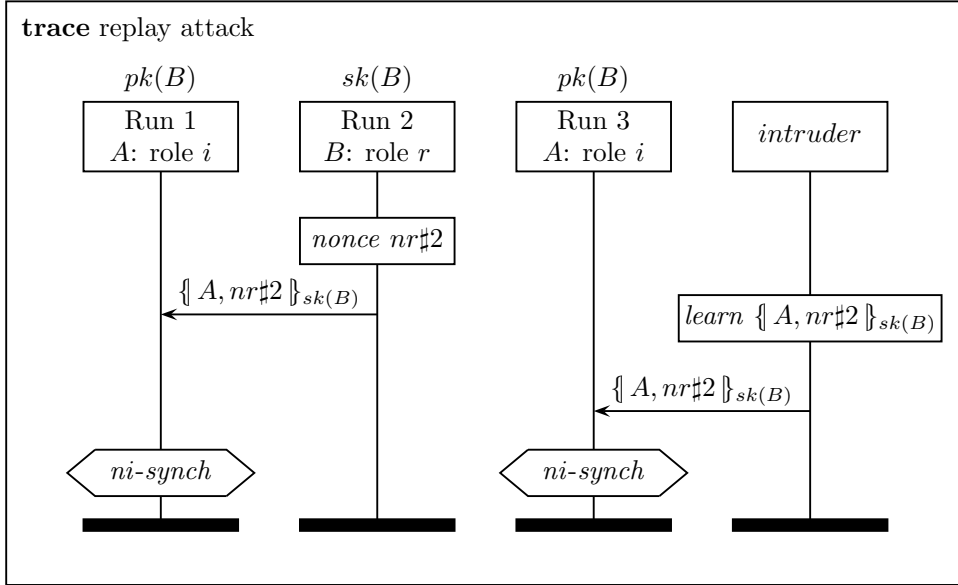 trace replay attack
pk(B) sk(B) pk(B)
Run 1 Run 2 Run 3 intruder
A: role i B: role r A: role i
nonce nr♯2
{| A, nr♯2 |}sk(B)
learn {| A, nr♯2 |}sk(B)
{| A, nr♯2 |}sk(B)
ni-synch ni-synch